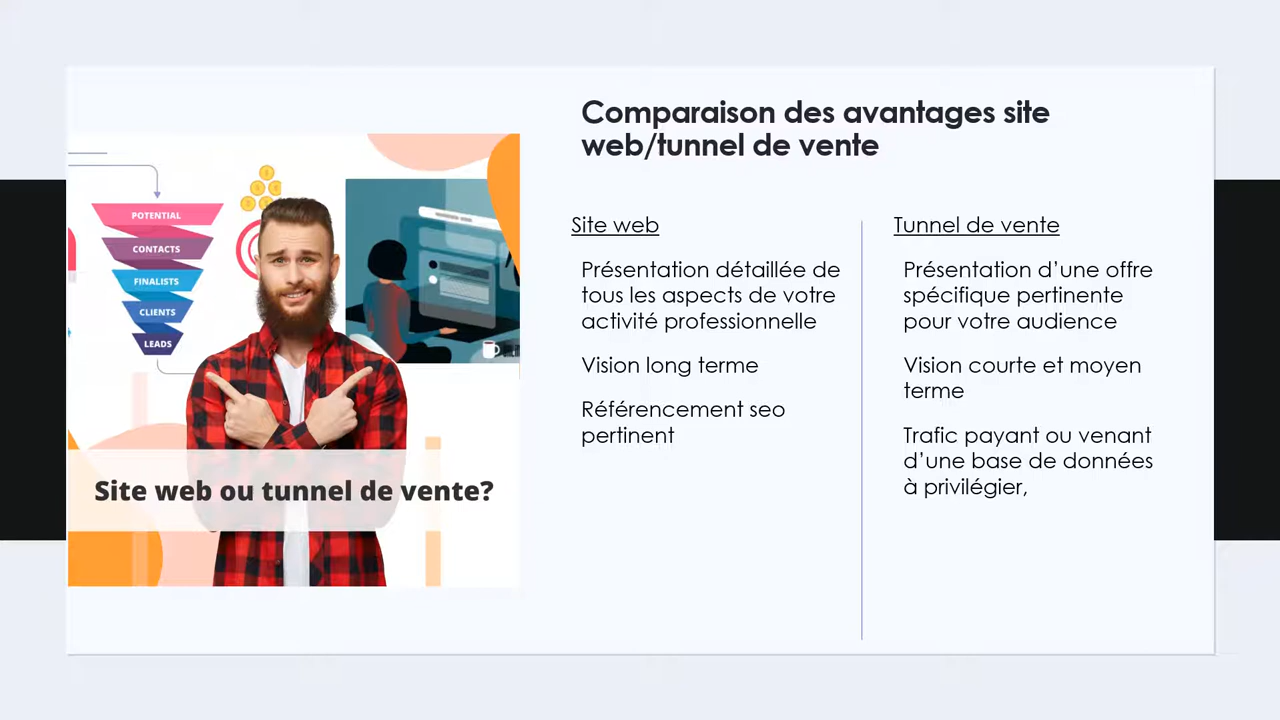 Comparaison des avantages site
web/tunnel de vente
POTENTIAL
CONTACTS
FINALISTS
CLIENTS
LEADS
Site web ou tunnel de vente?
Site web
Présentation détaillée de
tous les aspects de votre
activité professionnelle
Vision long terme
Référencement seo
pertinent
Tunnel de vente
Présentation d’une offre
spécifique pertinente
pour votre audience
Vision courte et moyen
terme
Trafic payant ou venant
d’une base de données
à privilégier,